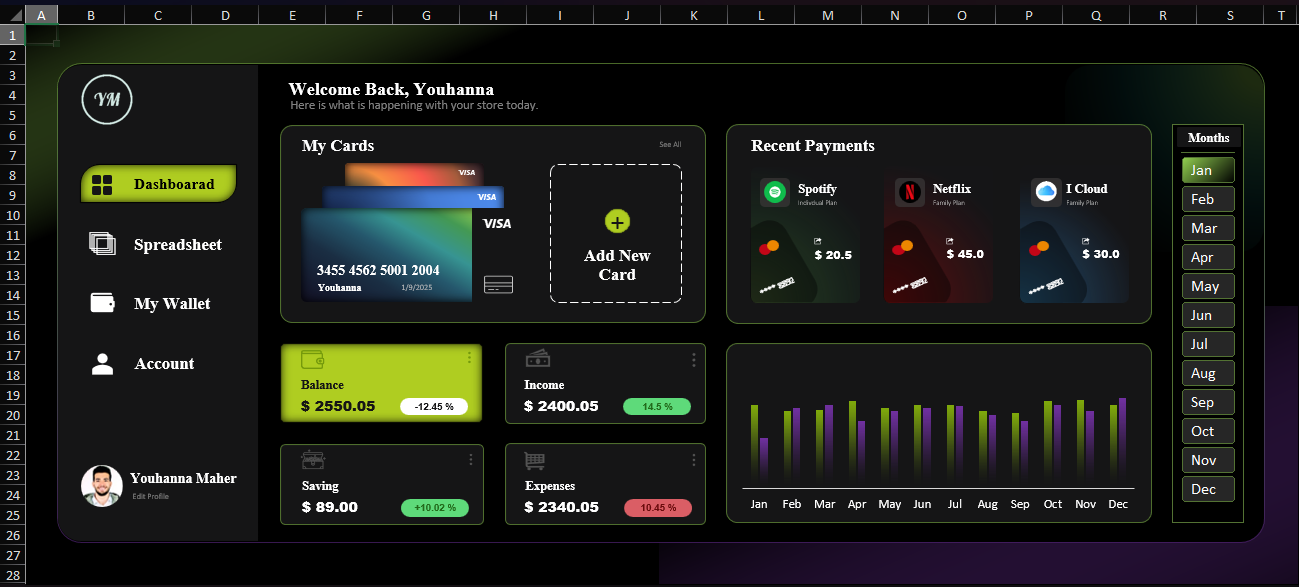 A B C D E F G H I J K L M N O P Q R S T
1
2
3
4
5
6
7
8
9
10
11
12
13
14
15
16
17
18
19
20
21
22
23
24
25
26
27
28
YM
Dashboarad
Spreadsheet
My Wallet
Account
Youhanna Maher
Edit Profile
Welcome Back, Youhanna
Here is what is happening with your store today.
My Cards
See All
VISA
VISA
VISA
3455 4562 5001 2004
Youhanna 1/9/2025
Add New
Card
Recent Payments
Spotify
Individual Plan
$ 20.5
Netflix
Family Plan
$ 45.0
I Cloud
Family Plan
$ 30.0
Balance
$ 2550.05 -12.45 %
Income
$ 2400.05 14.5 %
Saving
$ 89.00 +10.02 %
Expenses
$ 2340.05 10.45 %
Jan Feb Mar Apr May Jun Jul Aug Sep Oct Nov Dec
Months
Jan
Feb
Mar
Apr
May
Jun
Jul
Aug
Sep
Oct
Nov
Dec